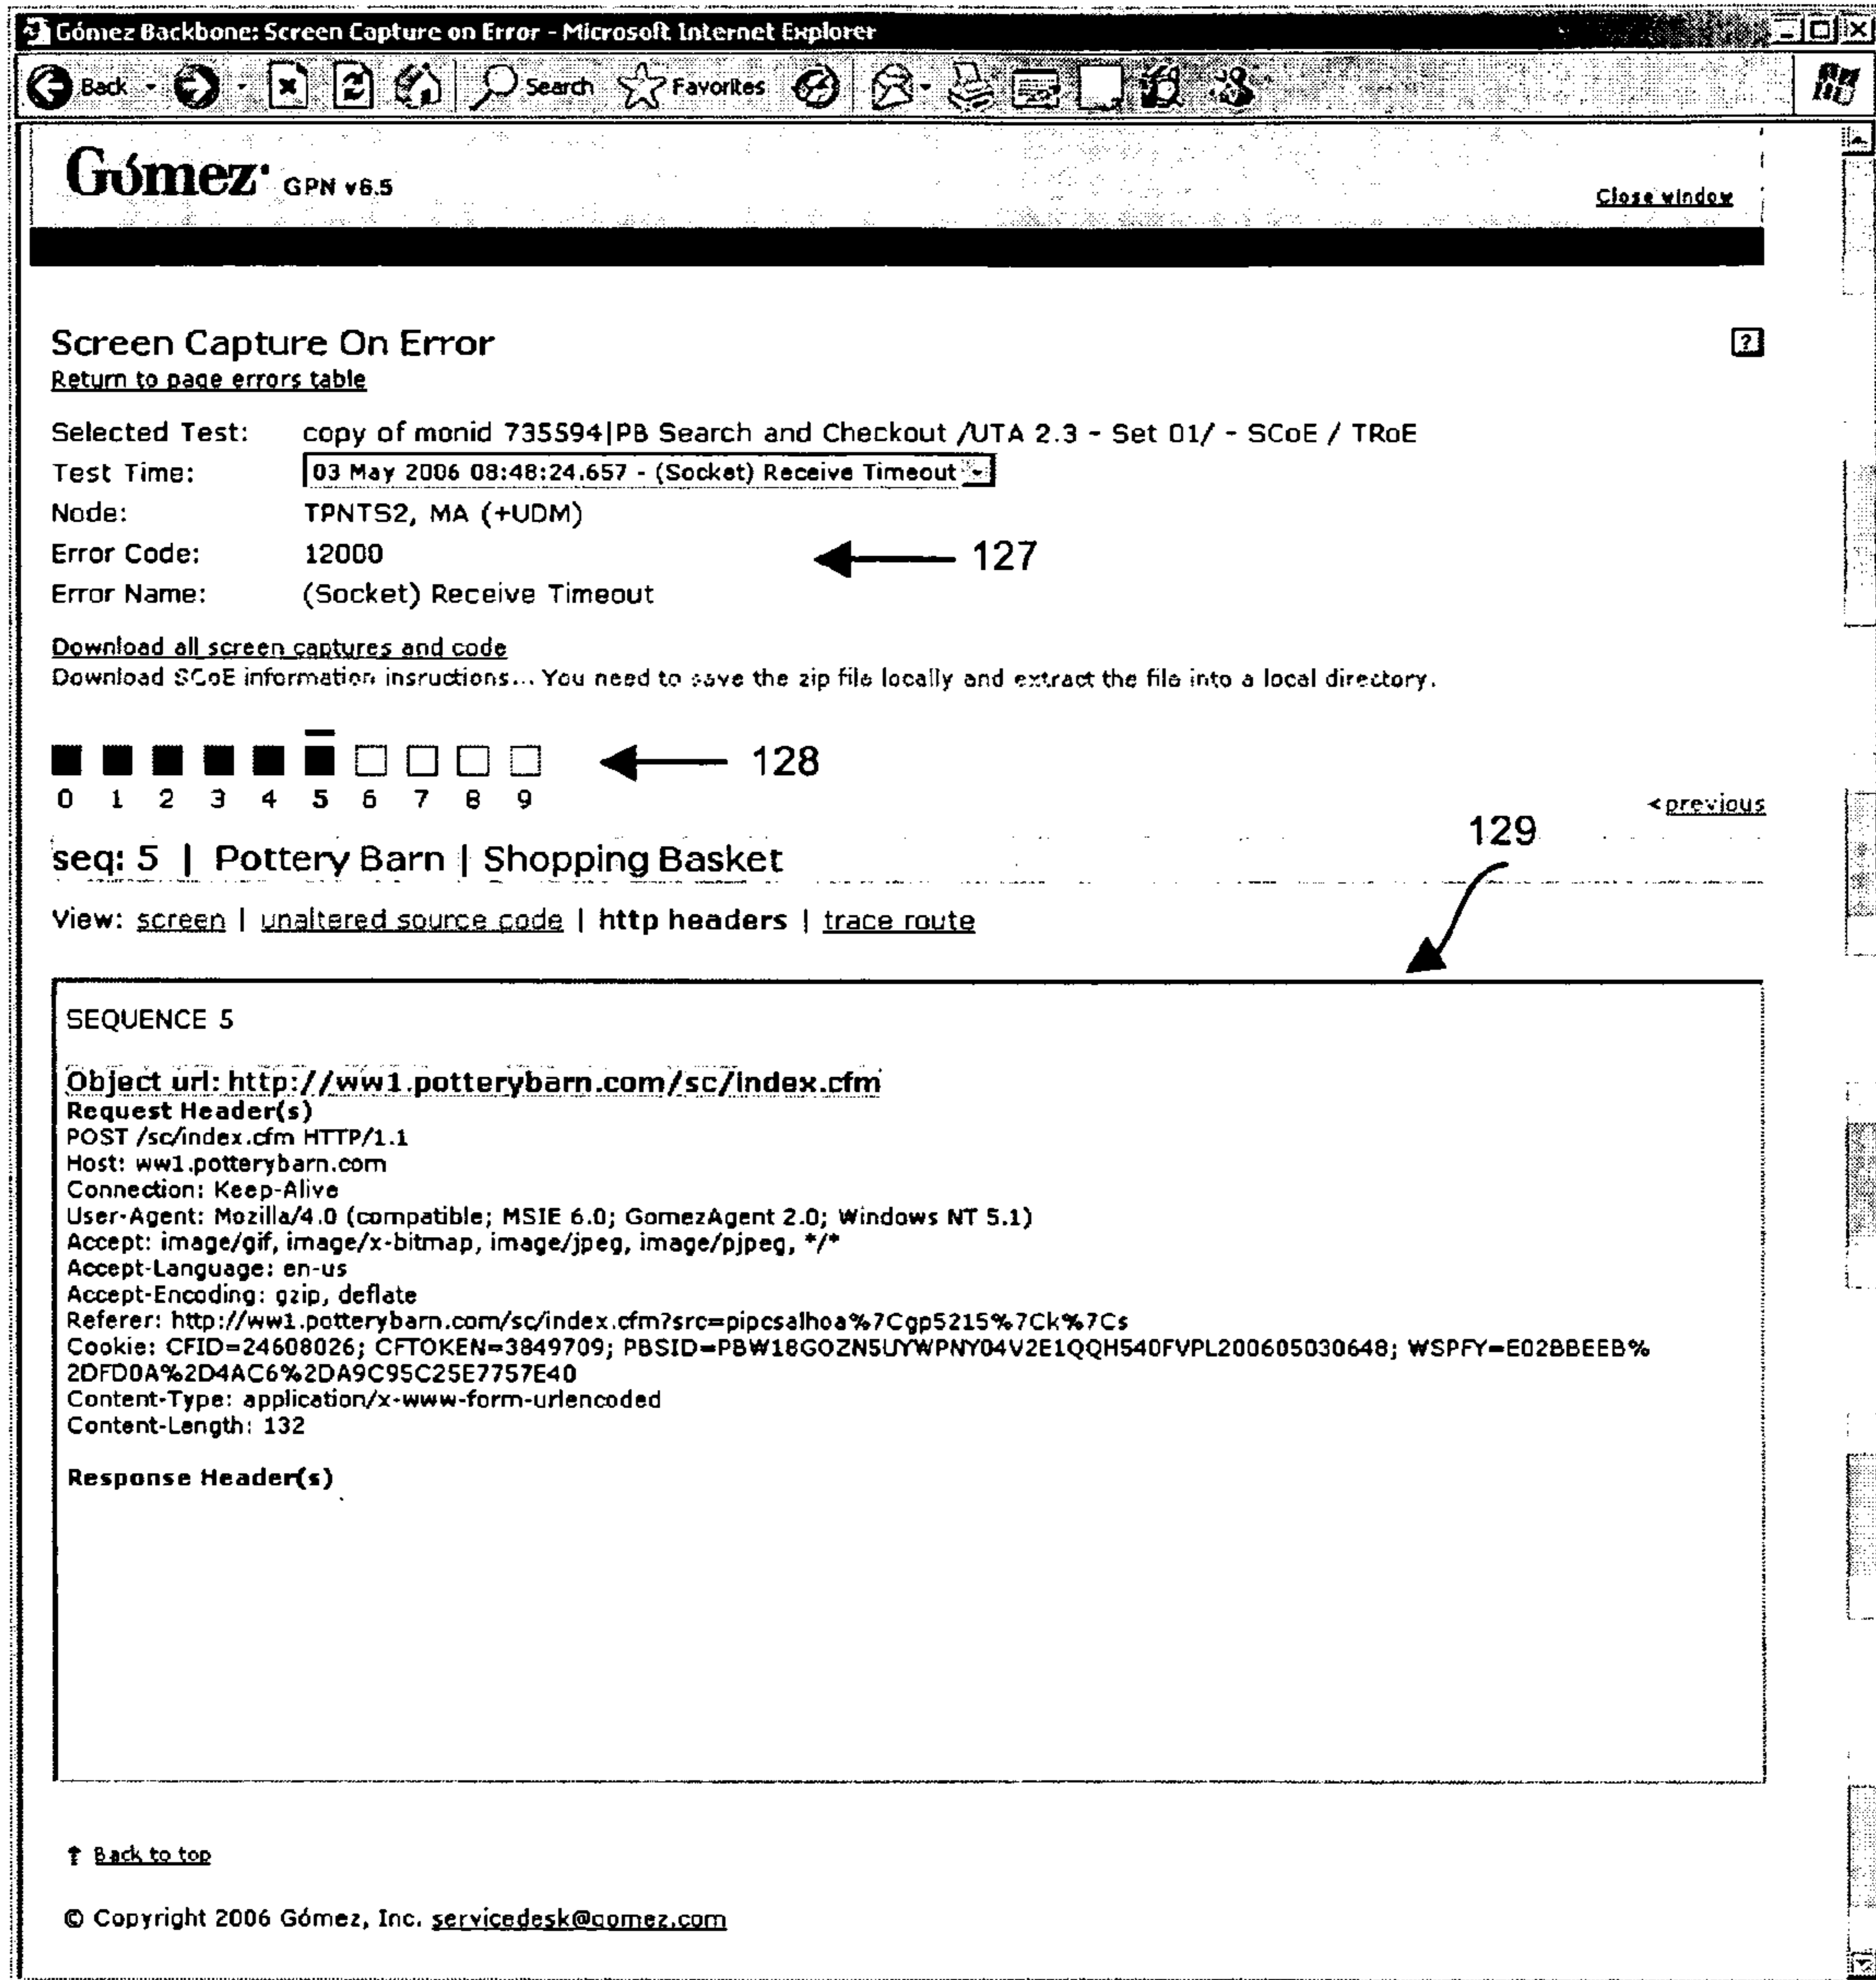 Gómez Backbone: Screen Capture on Error - Microsoft Internet Explorer
Back Search Favorites
Gómez GPN v6.5
Close window
Screen Capture On Error
?
Return to page errors table
Selected Test: copy of monid 735594|PB Search and Checkout /UTA 2.3 - Set 01/ - SCoE / TRoE
Test Time: 03 May 2006 08:48:24.657 - (Socket) Receive Timeout
Node: TPNTS2, MA (+UDM)
Error Code: 12000
127
Error Name: (Socket) Receive Timeout
Download all screen captures and code
Download SCoE information insructions... You need to save the zip file locally and extract the file into a local directory.
128
0 1 2 3 4 5 6 7 8 9
<previous
129
seq: 5 | Pottery Barn | Shopping Basket
View: screen | unaltered source code | http headers | trace route
SEQUENCE 5
Object url: http://ww1.potterybarn.com/sc/index.cfm
Request Header(s)
POST /sc/index.cfm HTTP/1.1
Host: ww1.potterybarn.com
Connection: Keep-Alive
User-Agent: Mozilla/4.0 (compatible; MSIE 6.0; GomezAgent 2.0; Windows NT 5.1)
Accept: image/gif, image/x-bitmap, image/jpeg, image/pjpeg, */*
Accept-Language: en-us
Accept-Encoding: gzip, deflate
Referer: http://ww1.potterybarn.com/sc/index.cfm?src=pipcsalhoa%7Cgp5215%7Ck%7Cs
Cookie: CFID=24608026; CFTOKEN=3849709; PBSID=PBW18GOZN5UYWPNY04V2E1QQH540FVPL200605030648; WSPFY=E02BBEEB%
2DFD0A%2D4AC6%2DA9C95C25E7757E40
Content-Type: application/x-www-form-urlencoded
Content-Length: 132
Response Header(s)
Back to top
© Copyright 2006 Gómez, Inc. servicedesk@gomez.com